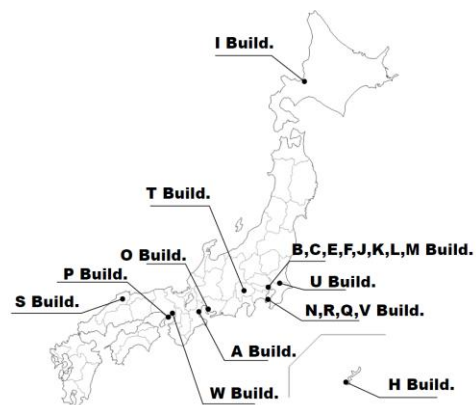 I Build.
T Build.
B,C,E,F,J,K,L,M Build.
O Build.
P Build.
U Build.
S Build.
N,R,Q,V Build.
A Build.
W Build.
H Build.